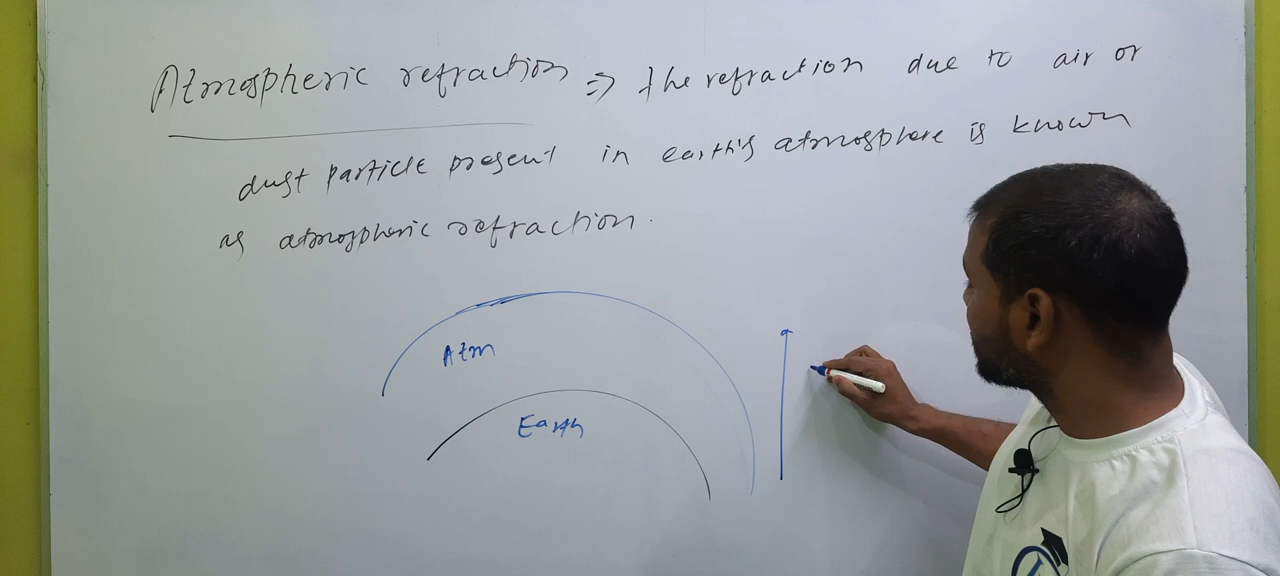 Atmospheric refraction => the refraction due to air or
dust particle present in earth's atmosphere is known
as atmospheric refraction.
Atm
Earth